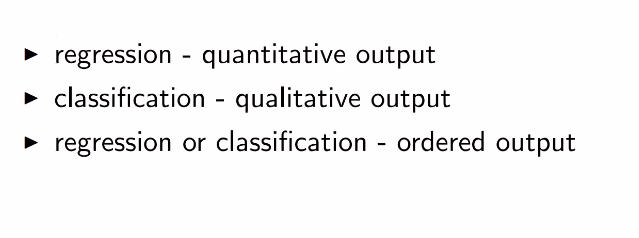 ▶ regression - quantitative output
▶ classification - qualitative output
▶ regression or classification - ordered output